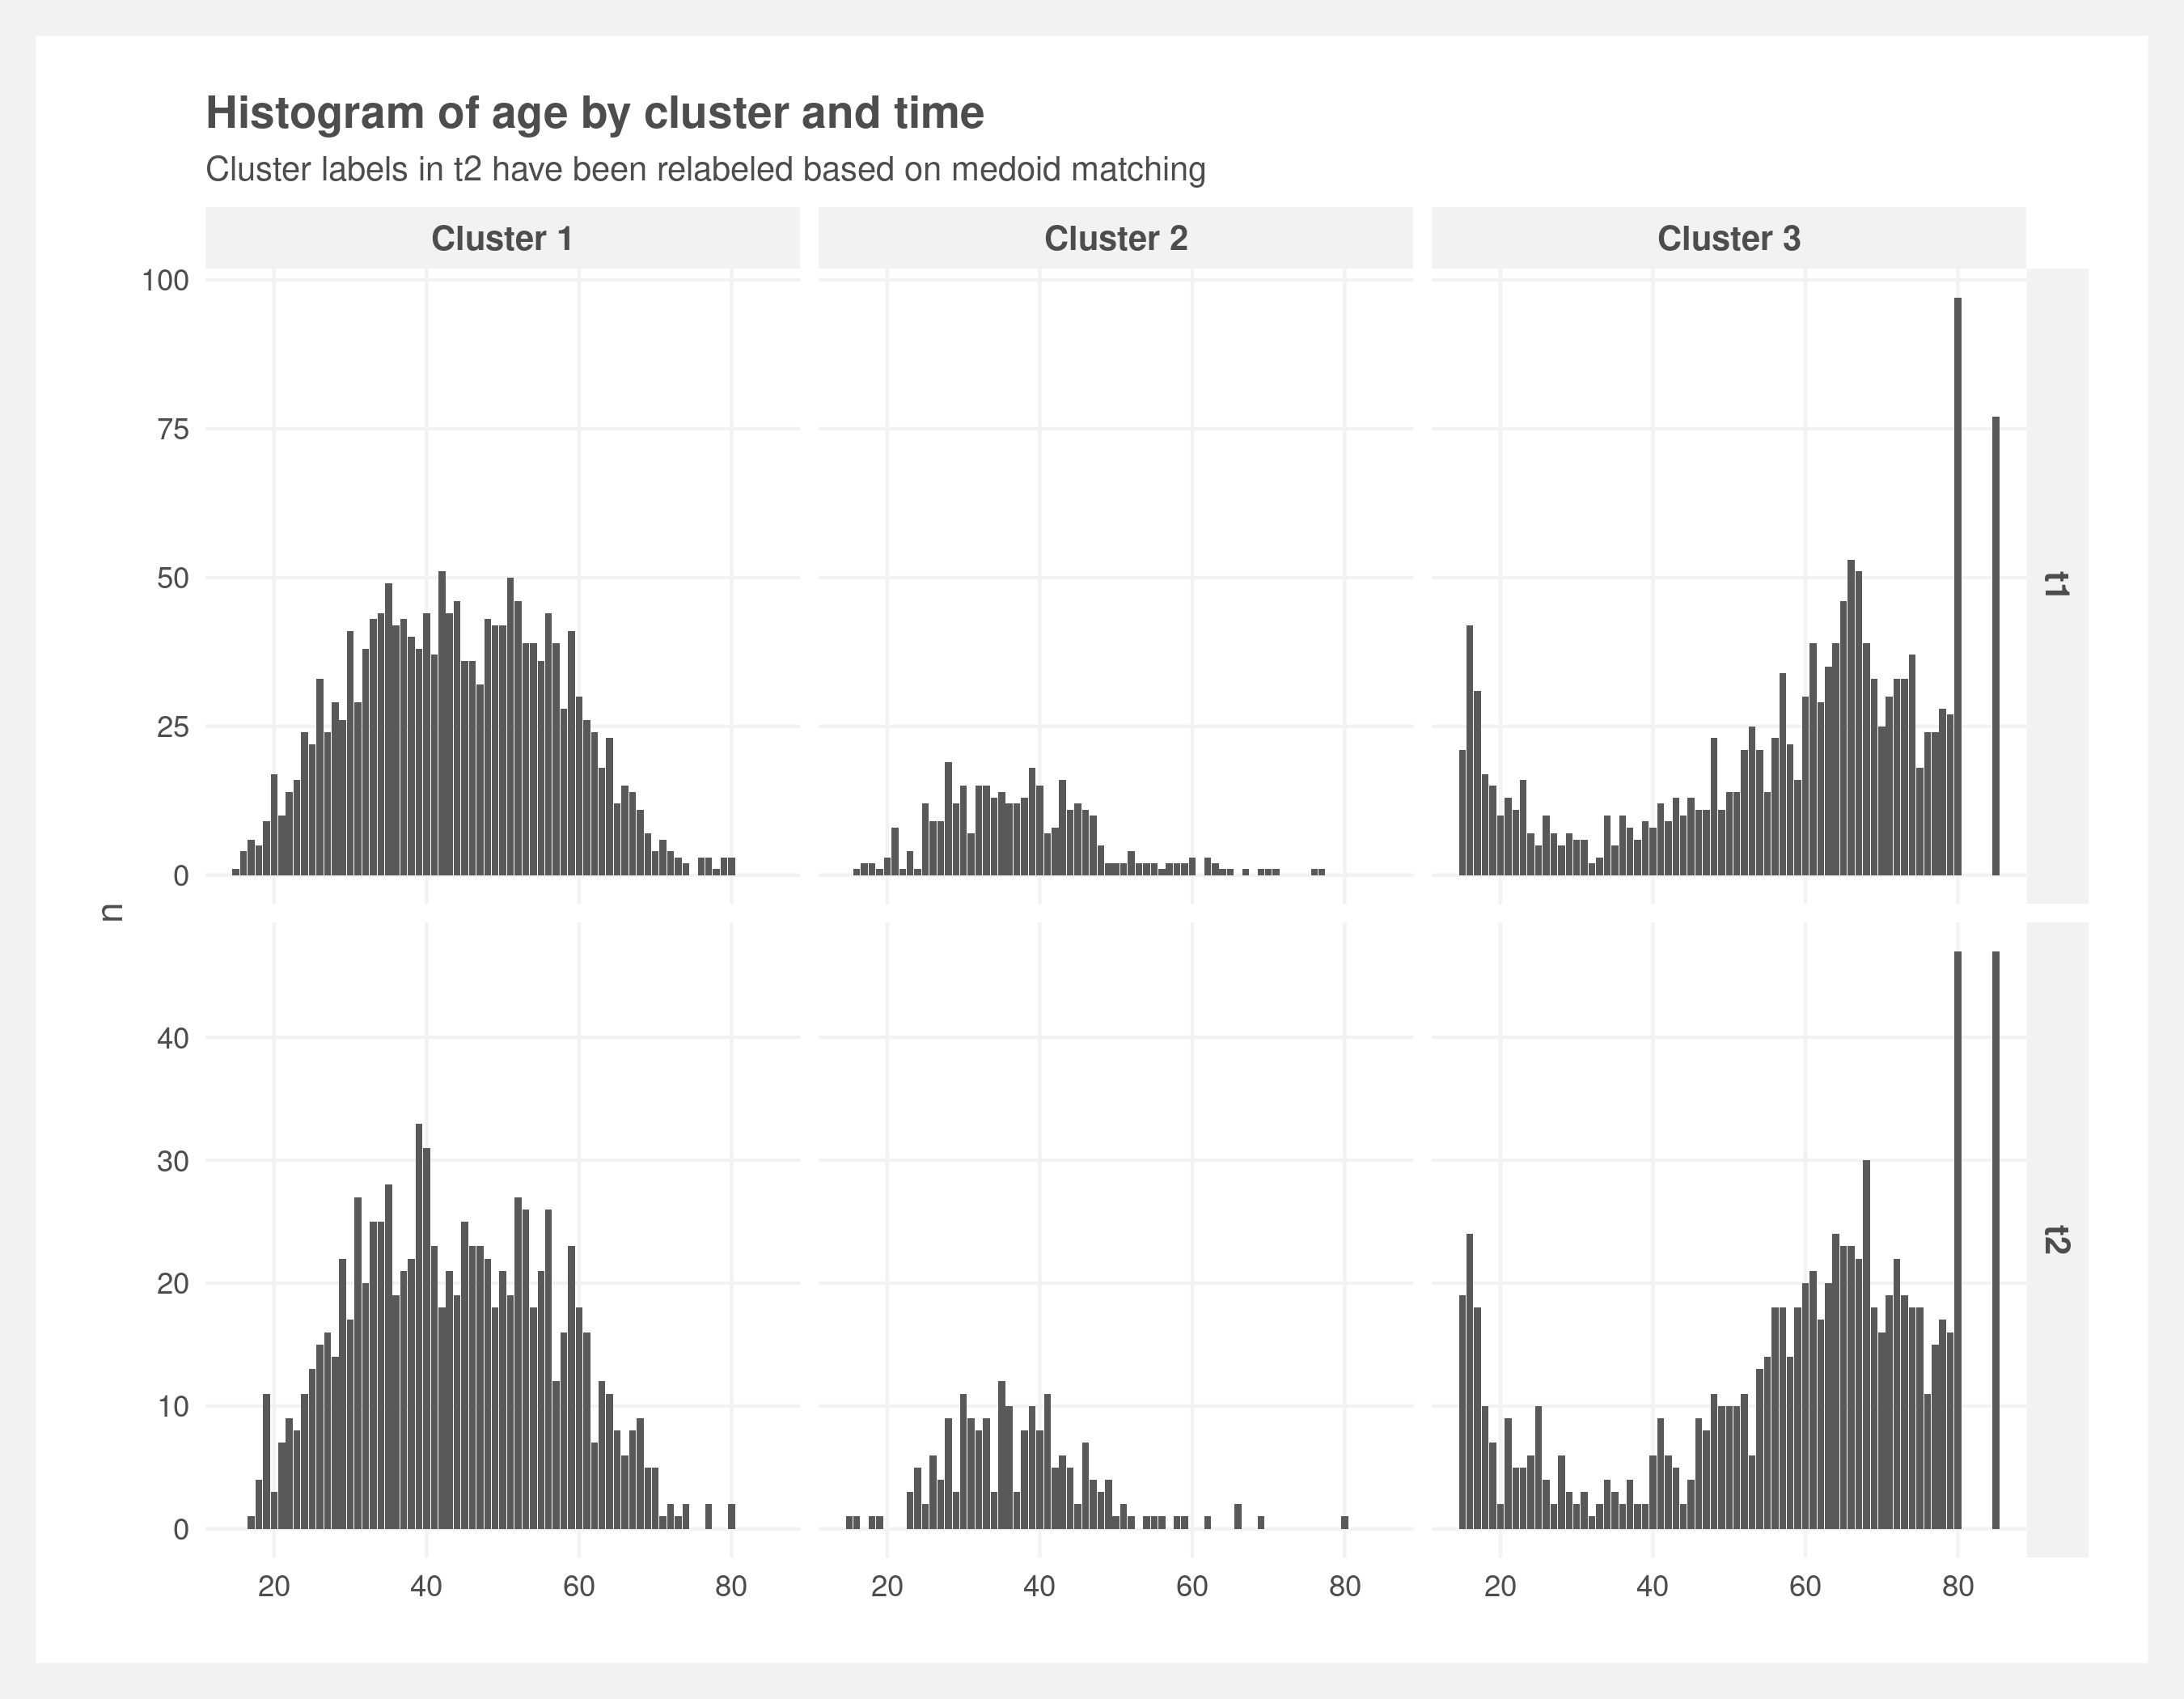 Histogram of age by cluster and time
Cluster labels in t2 have been relabeled based on medoid matching
Cluster 1
Cluster 2
Cluster 3
100
75
50
25
0
t1
n
40
30
20
10
0
t2
20 40 60 80
20 40 60 80
20 40 60 80